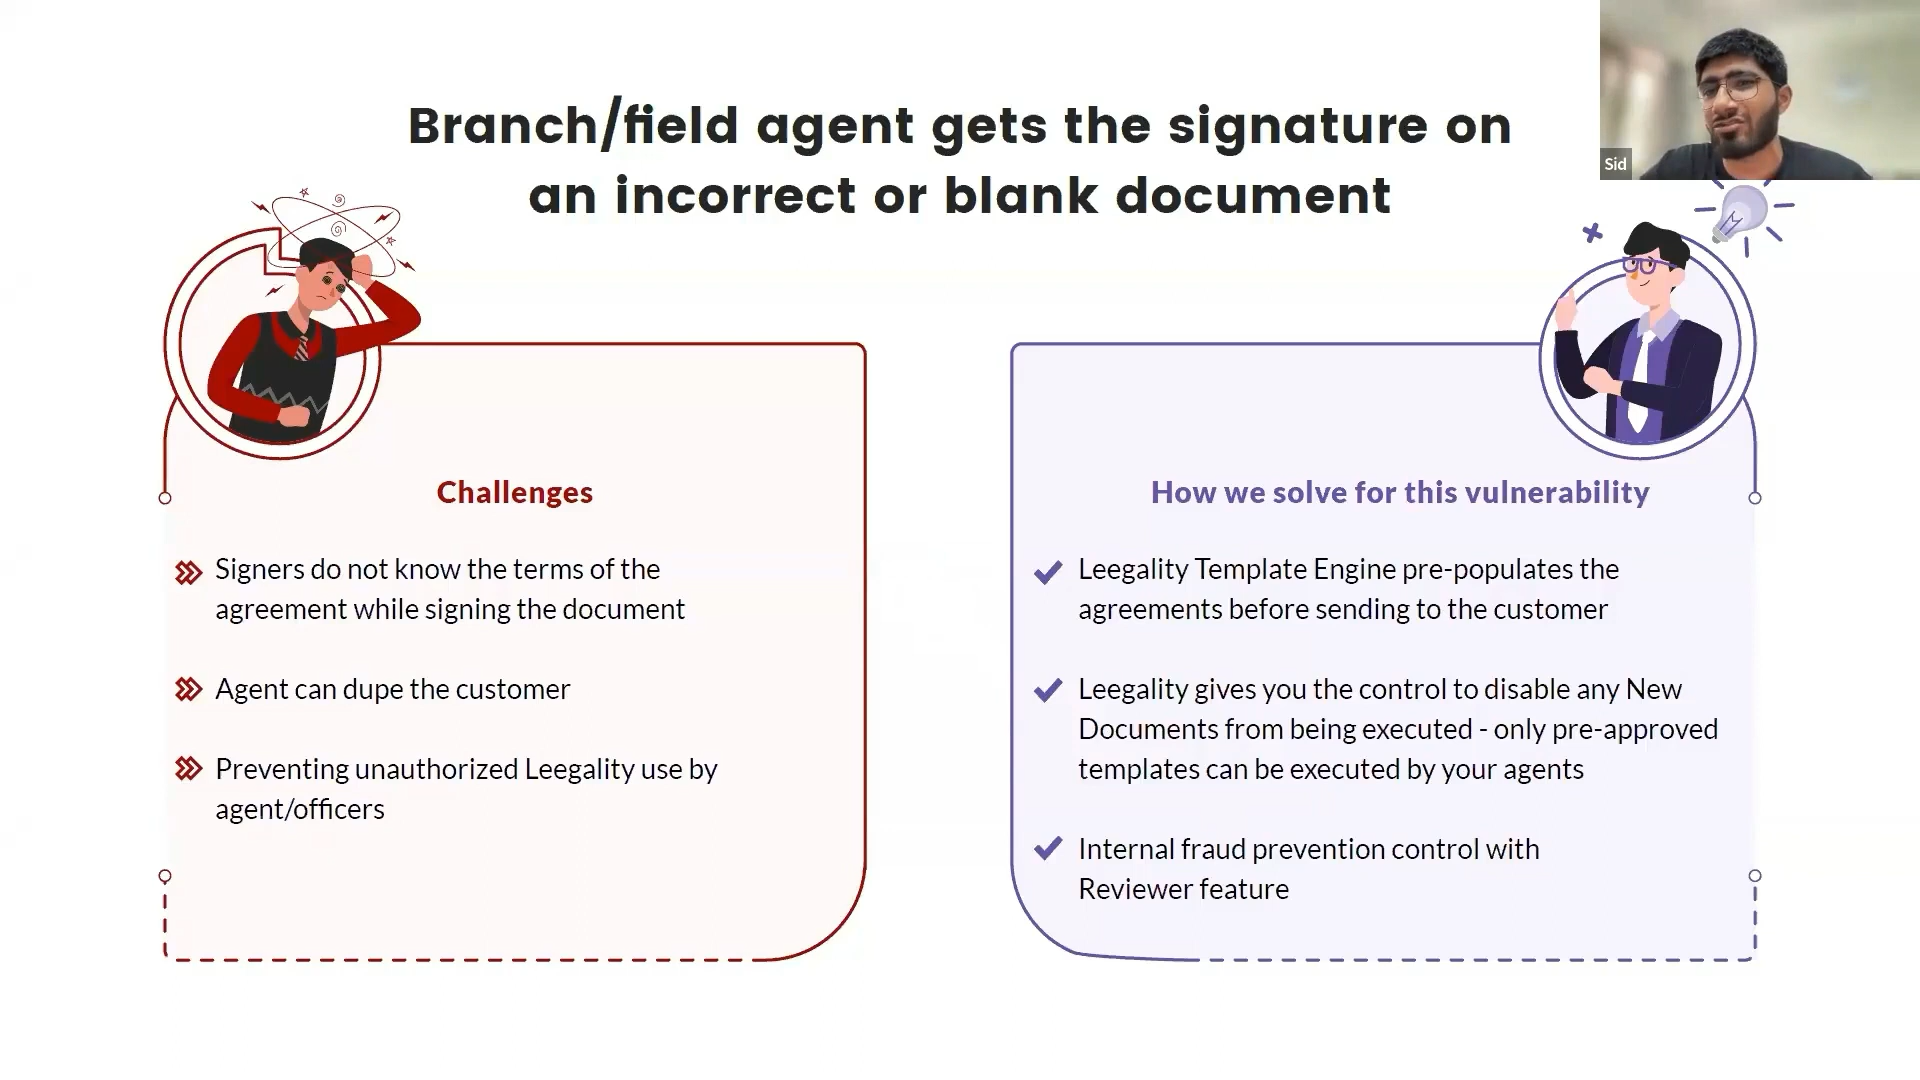 Branch/field agent gets the signature on
an incorrect or blank document
Sid
Challenges
Signers do not know the terms of the
agreement while signing the document
Agent can dupe the customer
Preventing unauthorized Leegality use by
agent/officers
How we solve for this vulnerability
Leegality Template Engine pre-populates the
agreements before sending to the customer
Leegality gives you the control to disable any New
Documents from being executed - only pre-approved
templates can be executed by your agents
Internal fraud prevention control with
Reviewer feature